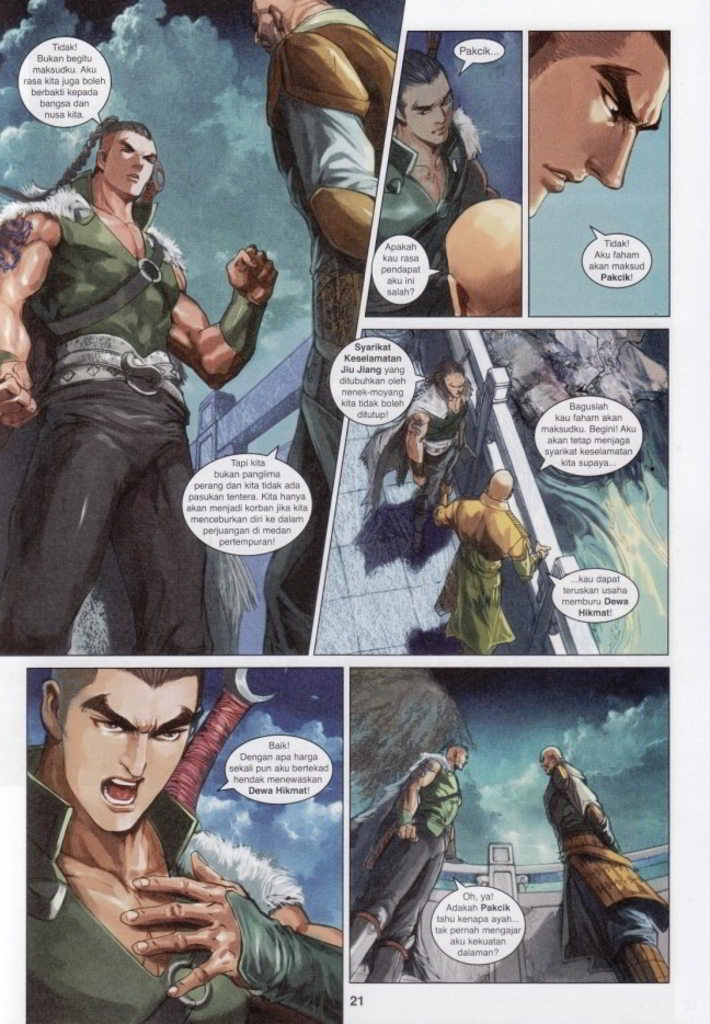 Tidak!
Bukan begitu
maksudku. Aku
rasa kita juga boleh
berbakti kepada
bangsa dan
nusa kita.
Tapi kita
bukan panglima
perang dan kita tidak ada
pasukan tentera. Kita hanya
akan menjadi korban jika kita
menceburkan diri ke dalam
perjuangan di medan
pertempuran!
Pakcik...
Apakah
kau rasa
pendapat
aku ini
salah?
Tidak!
Aku faham
akan maksud
Pakcik!
Syarikat
Keselamatan
Jiu Jiang yang
ditubuhkan oleh
nenek-moyang
kita tidak boleh
ditutup!
Baguslah
kau faham akan
maksudku. Begini! Aku
akan tetap menjaga
syarikat keselamatan
kita supaya...
...kau dapat
teruskan usaha
memburu Dewa
Hikmat!
Baik!
Dengan apa harga
sekali pun aku bertekad
hendak menewaskan
Dewa Hikmat!
Oh, ya!
Adakah Pakcik
tahu kenapa ayah...
tak pernah mengajar
aku kekuatan
dalaman?
21